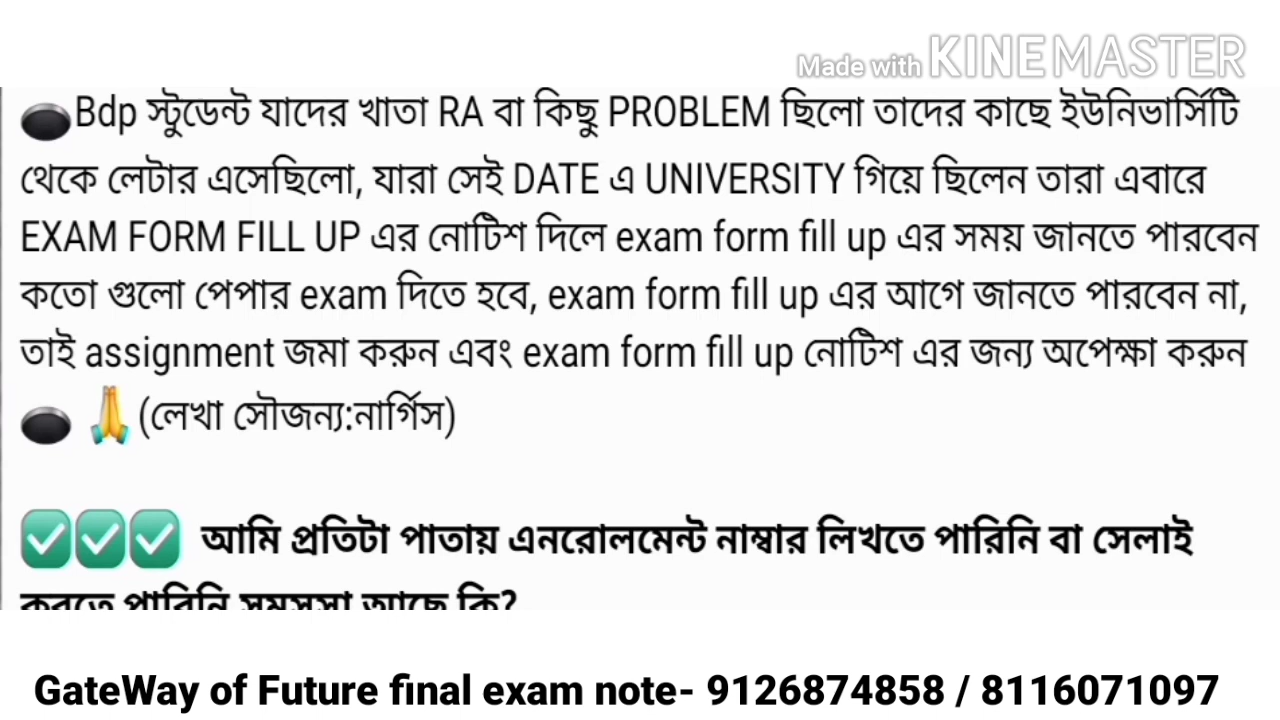 Made with KINEMASTER
Bdp স্টুডেন্ট যাদের খাতা RA বা কিছু PROBLEM ছিলো তাদের কাছে ইউনিভার্সিটি
থেকে লেটার এসেছিলো, যারা সেই DATE এ UNIVERSITY গিয়ে ছিলেন তারা এবারে
EXAM FORM FILL UP এর নোটিশ দিলে exam form fill up এর সময় জানতে পারবেন
কতো গুলো পেপার exam দিতে হবে, exam form fill up এর আগে জানতে পারবেন না,
তাই assignment জমা করুন এবং exam form fill up নোটিশ এর জন্য অপেক্ষা করুন
🙏(লেখা সৌজন্য:নার্গিস)
✅✅✅ আমি প্রতিটা পাতায় এনরোলমেন্ট নাম্বার লিখতে পারিনি বা সেলাই
করতে পারিনি সমস্যা আছে কি?
GateWay of Future final exam note- 9126874858 / 8116071097